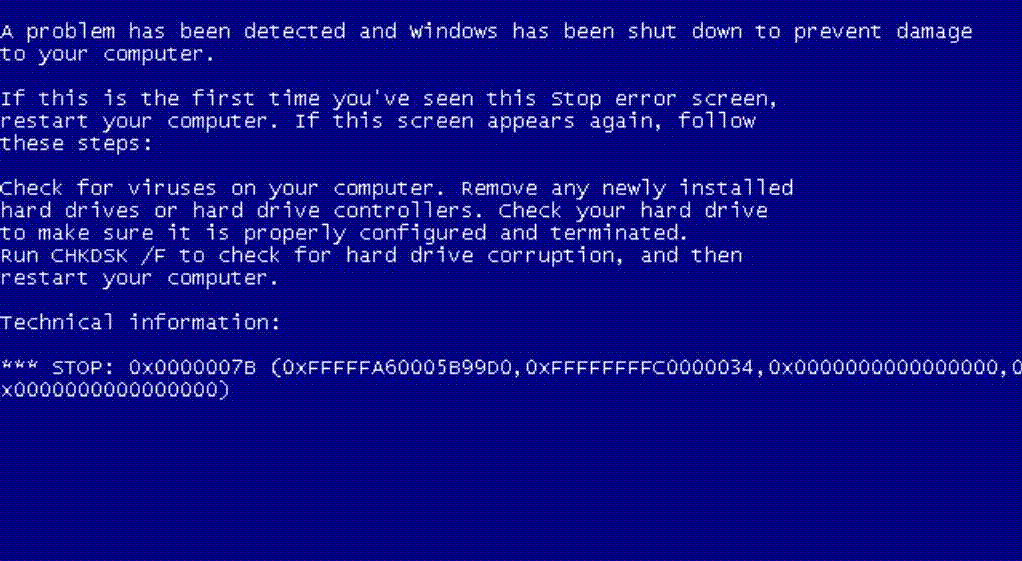 A problem has been detected and Windows has been shut down to prevent damage
to your computer.
If this is the first time you've seen this Stop error screen,
restart your computer. If this screen appears again, follow
these steps:
Check for viruses on your computer. Remove any newly installed
hard drives or hard drive controllers. Check your hard drive
to make sure it is properly configured and terminated.
Run CHKDSK /F to check for hard drive corruption, and then
restart your computer.
Technical information:
*** STOP: 0x0000007B (0xFFFFFA60005B99D0,0xFFFFFFFFC0000034,0x0000000000000000,0
x0000000000000000)